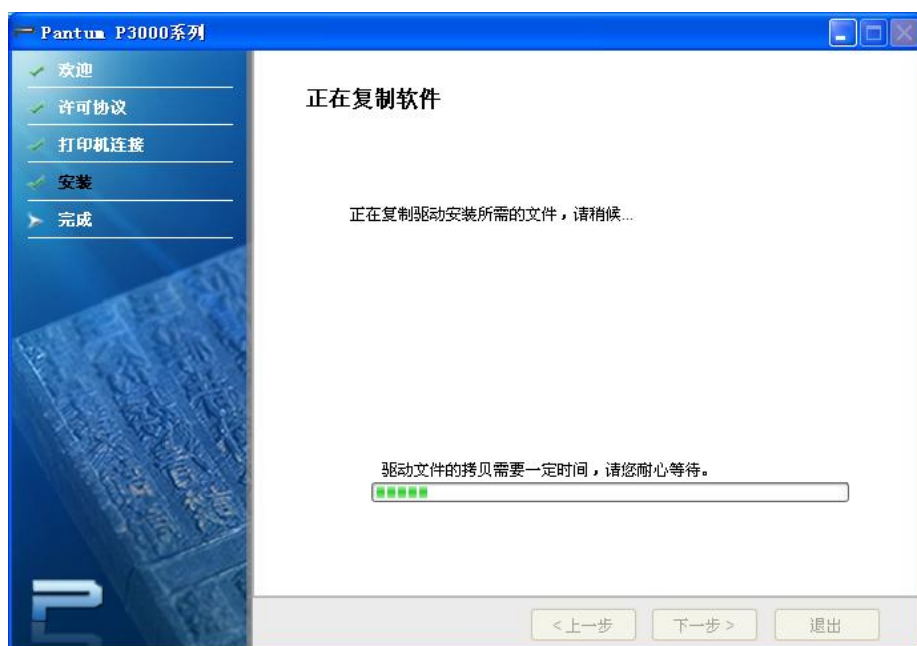 Pantum P3000系列
欢迎
许可协议
打印机连接
安装
完成
正在复制软件
正在复制驱动安装所需的文件，请稍候...
驱动文件的拷贝需要一定时间，请您耐心等待。
<上一步
下一步>
退出